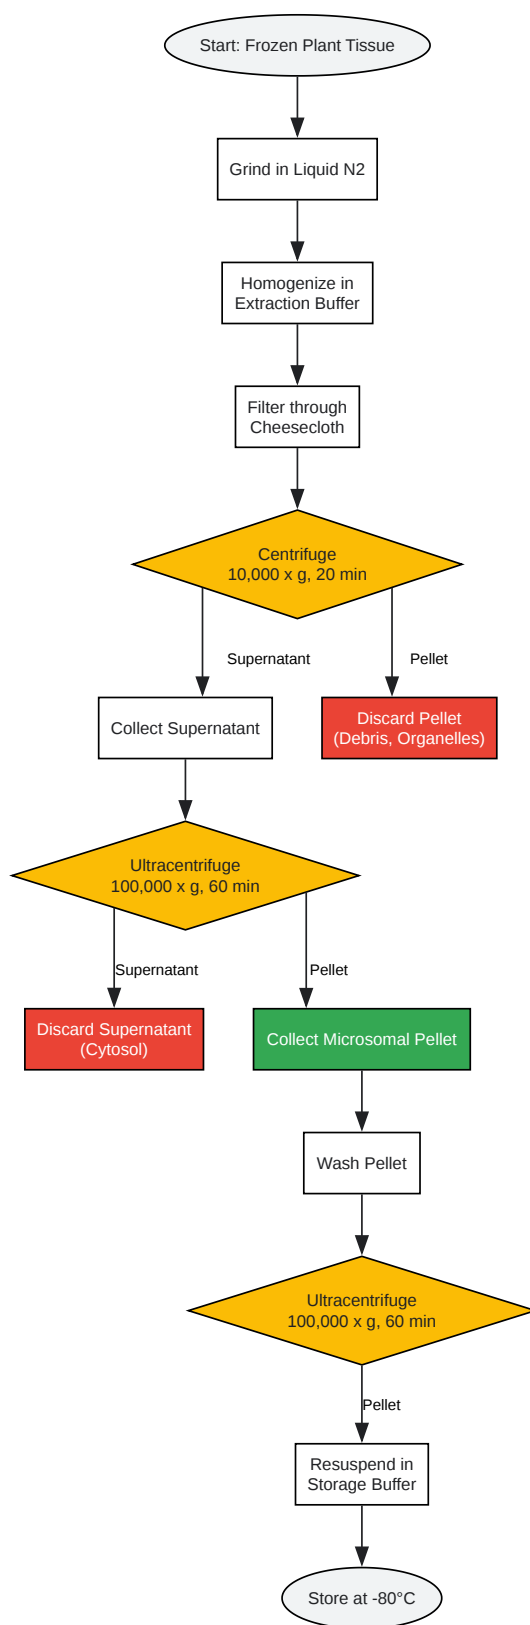 Start: Frozen Plant Tissue
Grind in Liquid N2
Homogenize in
Extraction Buffer
Filter through
Cheesecloth
Centrifuge
10,000 x g, 20 min
Supernatant
Pellet
Collect Supernatant
Discard Pellet
(Debris, Organelles)
Ultracentrifuge
100,000 x g, 60 min
Supernatant
Pellet
Discard Supernatant
(Cytosol)
Collect Microsomal Pellet
Wash Pellet
Ultracentrifuge
100,000 x g, 60 min
Pellet
Resuspend in
Storage Buffer
Store at -80°C